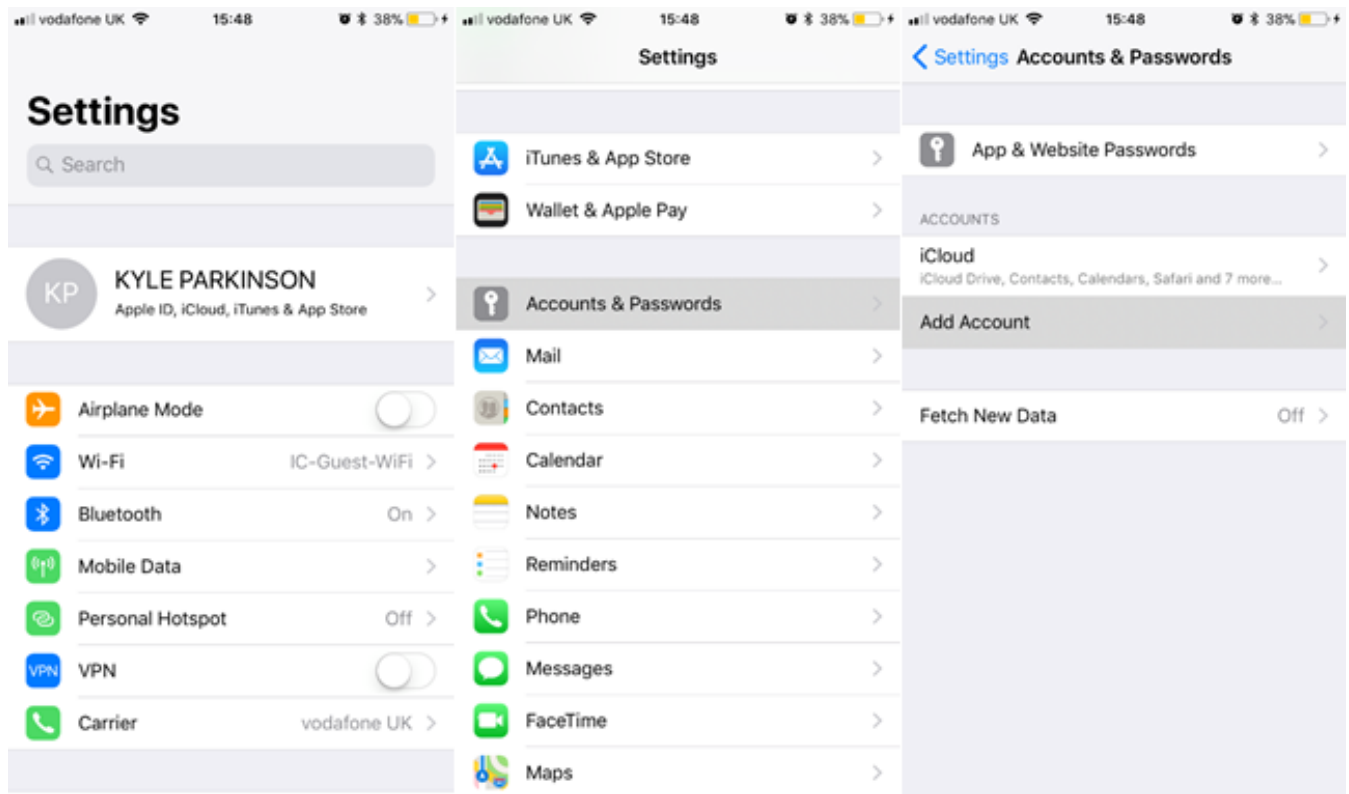 vodafone UK 15:48 38%
Settings
Search
KP
KYLE PARKINSON
Apple ID, iCloud, iTunes & App Store
Airplane Mode
Wi-Fi IC-Guest-WiFi
Bluetooth On
Mobile Data
Personal Hotspot Off
VPN VPN
Carrier vodafone UK
vodafone UK 15:48 38%
Settings
iTunes & App Store
Wallet & Apple Pay
Accounts & Passwords
Mail
Contacts
Calendar
Notes
Reminders
Phone
Messages
FaceTime
Maps
vodafone UK 15:48 38%
Settings Accounts & Passwords
App & Website Passwords
ACCOUNTS
iCloud
iCloud Drive, Contacts, Calendars, Safari and 7 more...
Add Account
Fetch New Data Off